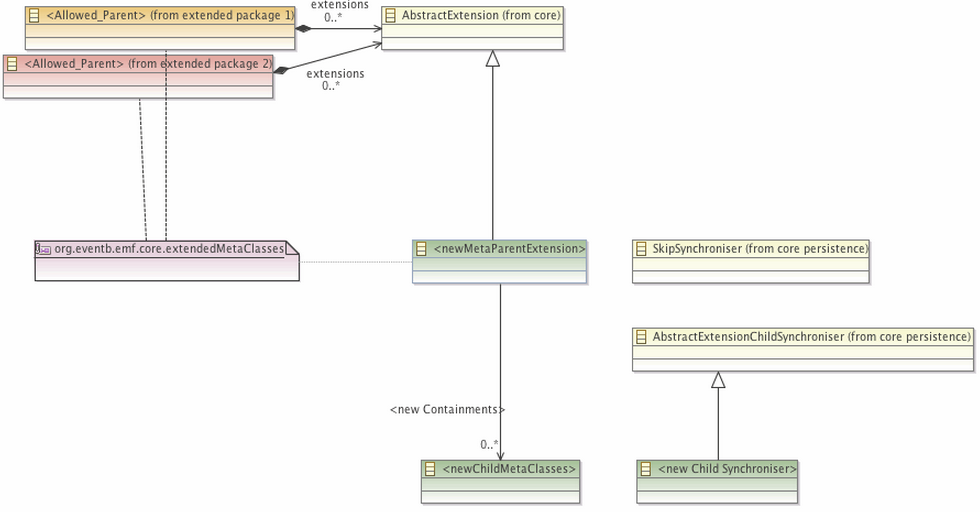 extensions
0..*
<Allowed_Parent> (from extended package 1)
AbstractExtension (from core)
<Allowed_Parent> (from extended package 2)
extensions
0..*
org.eventb.emf.core.extendedMetaClasses
<newMetaParentExtension>
SkipSynchroniser (from core persistence)
AbstractExtensionChildSynchroniser (from core persistence)
<new Containments>
0..*
<newChildMetaClasses>
<new Child Synchroniser>